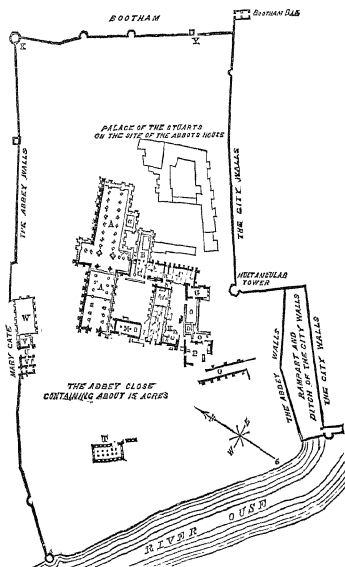 BOOTHAM
BOOTHAM BAR
X
Y
PALACE OF THE STUARTS
ON THE SITE OF THE ABBOTS HOUSE
THE ABBEY WALLS
THE CITY WALLS
A
B
RECTANGULAR
TOWER
W
MARY GATE
THE ABBEY CLOSE
CONTAINING ABOUT 15 ACRES
THE ABBEY WALLS
RAMPART AND
DITCH OF THE CITY WALLS
THE CITY WALLS
T
W
E
S
RIVER OUSE